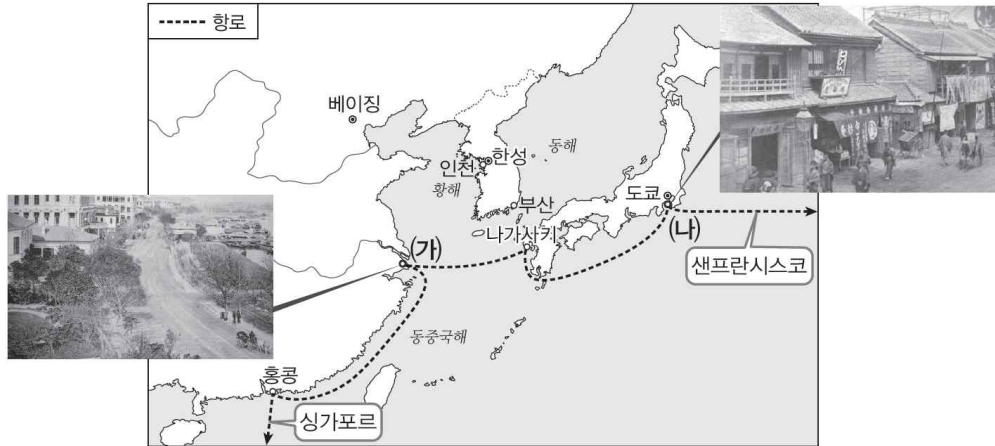 항로
베이징
한성
인천
동해
황해
부산
도쿄
나가사키
(가)
(나)
샌프란시스코
동중국해
홍콩
싱가포르